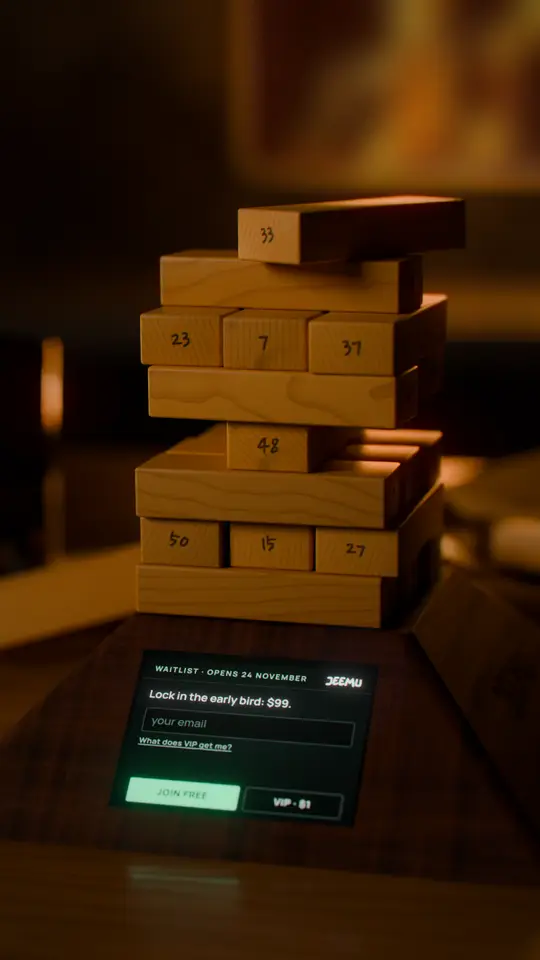 33
23 7 37
48
50 15 27
WAITLIST · OPENS 24 NOVEMBER JEEMU
Lock in the early bird: $99.
your email
What does VIP get me?
JOIN FREE VIP · $1